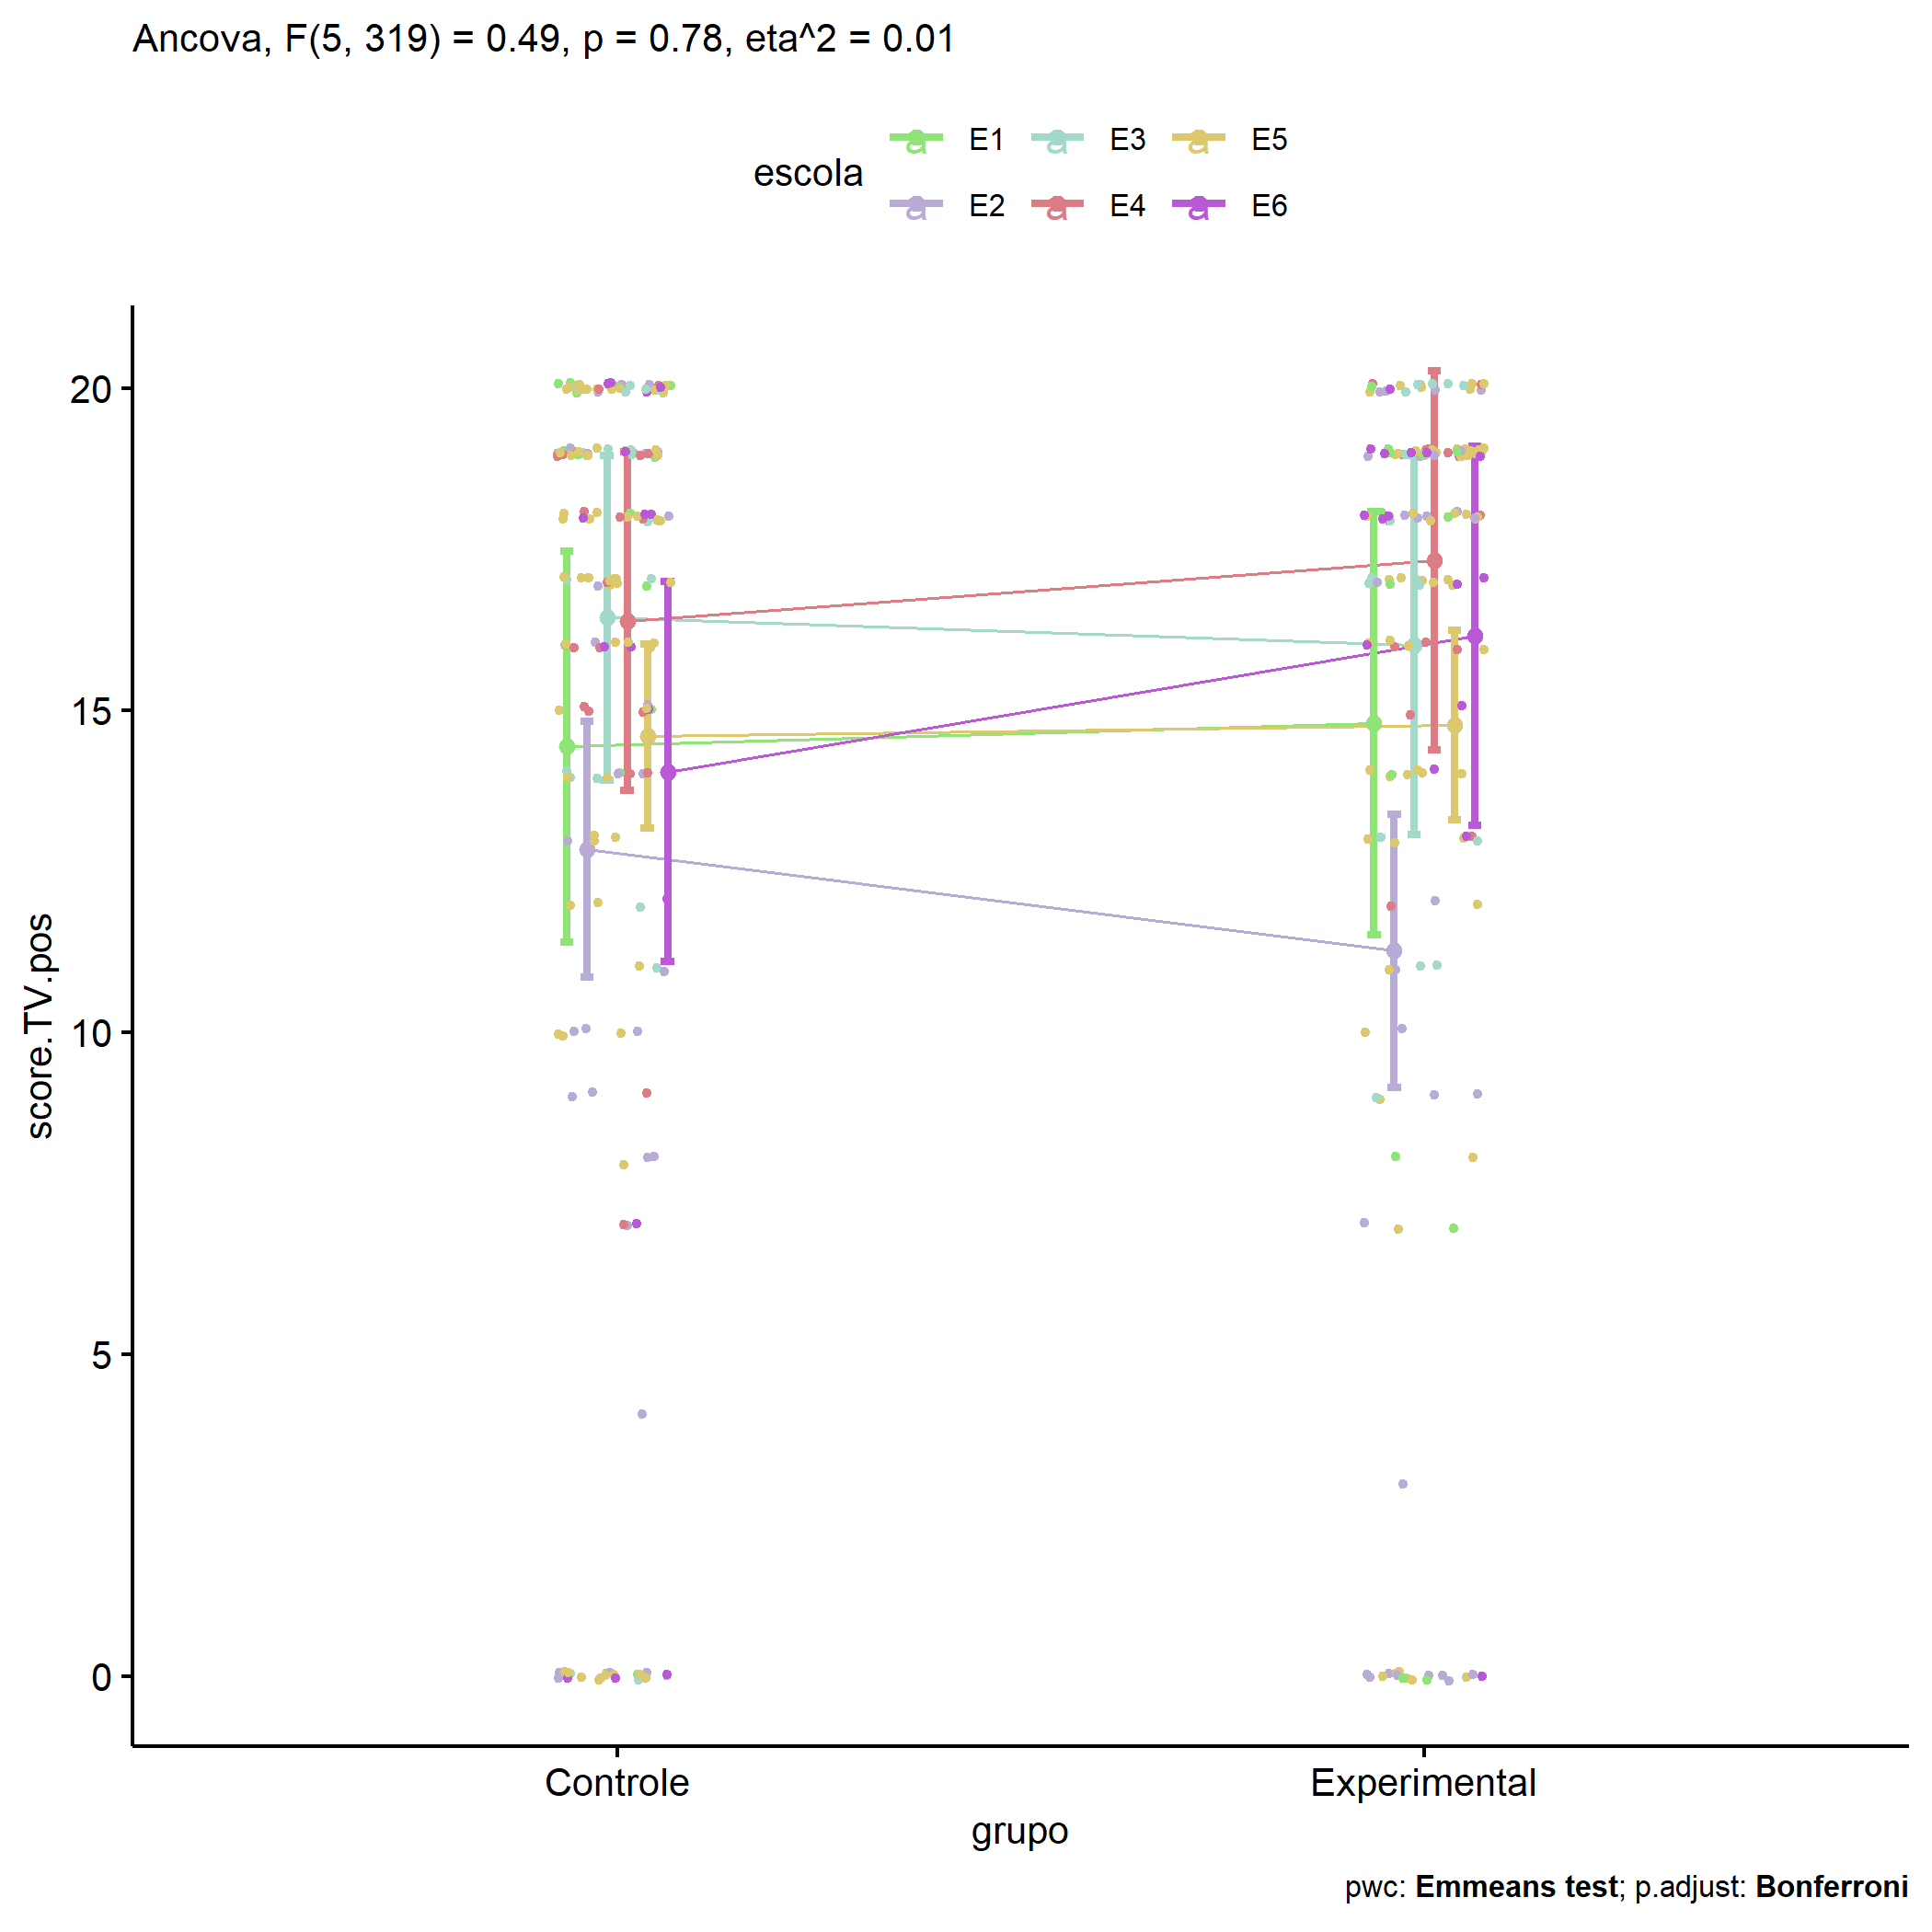 Ancova, F(5, 319) = 0.49, p = 0.78, eta^2 = 0.01
escola
a E1 a E3 a E5
a E2 a E4 a E6
score.TV.pos
20
15
10
5
0
Controle Experimental
grupo
pwc: Emmeans test; p.adjust: Bonferroni